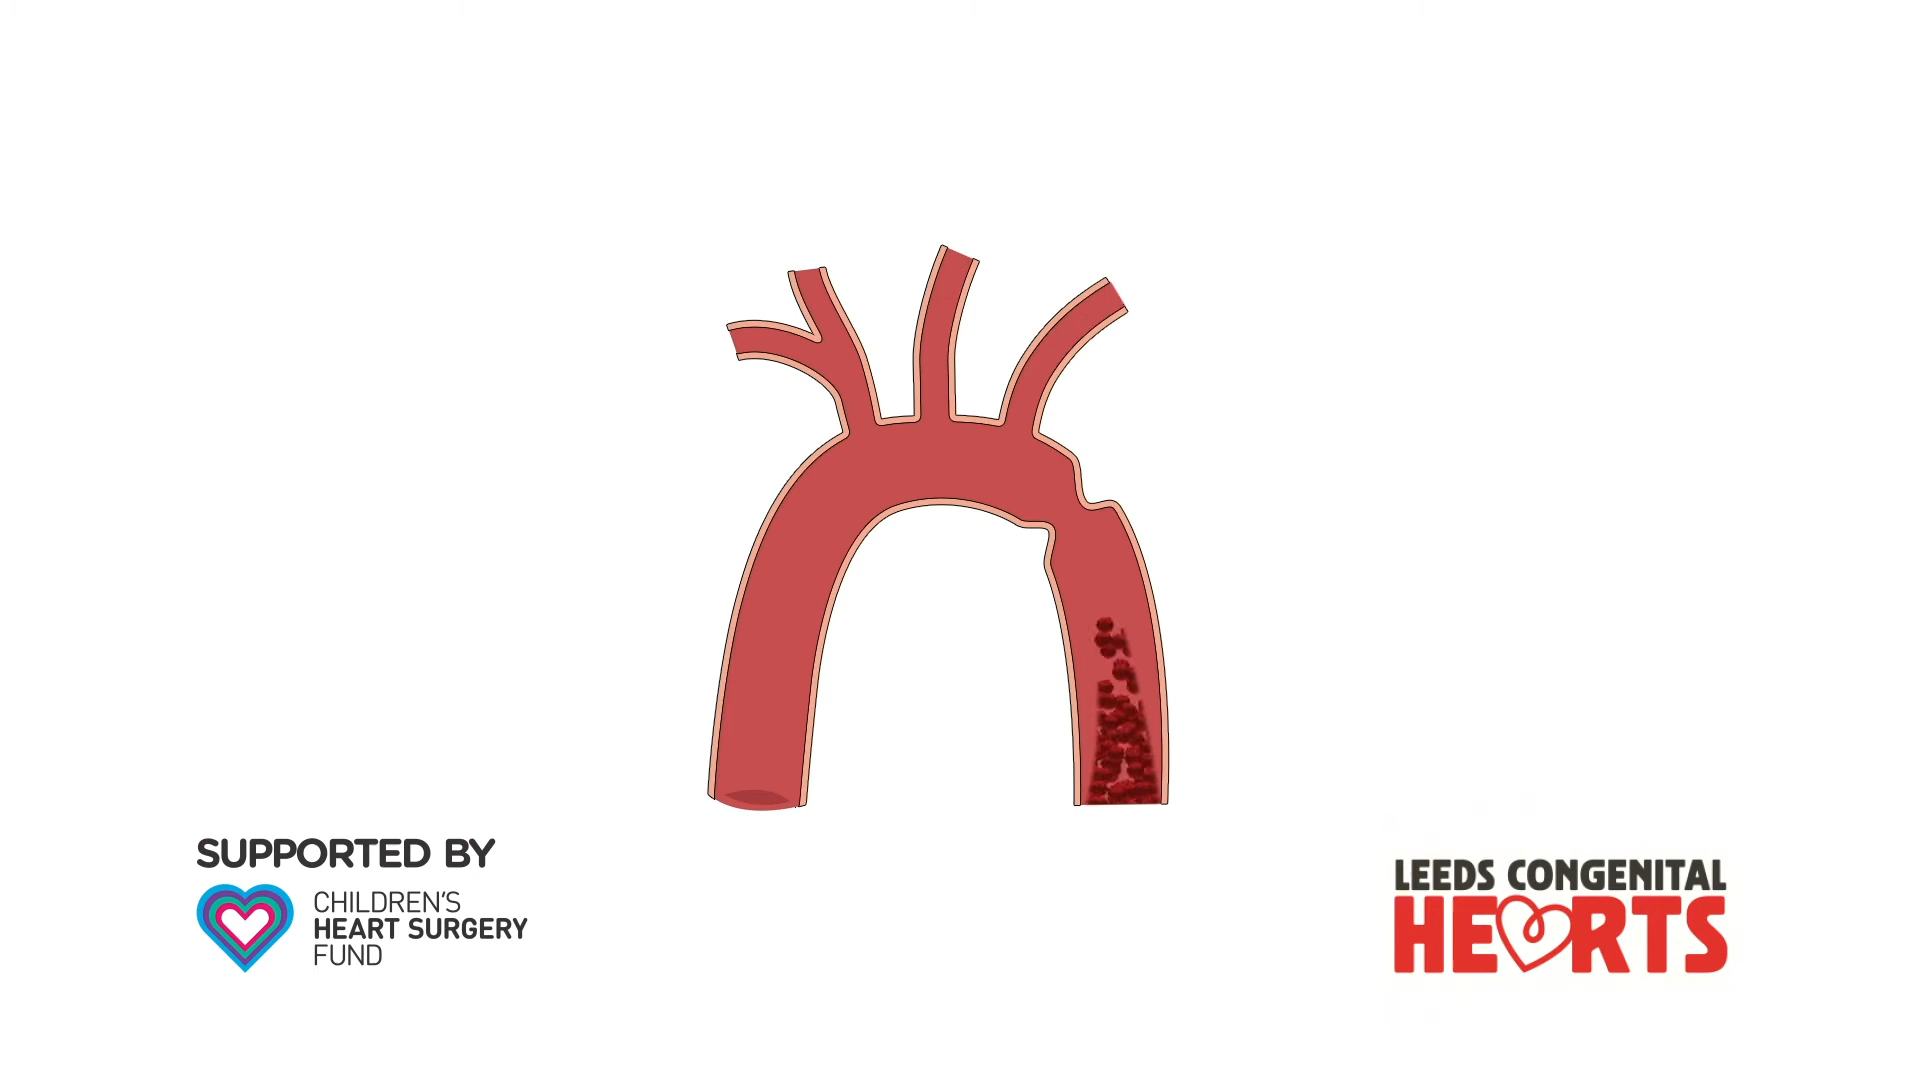 SUPPORTED BY
CHILDREN'S
HEART SURGERY
FUND
LEEDS CONGENITAL
HEARTS